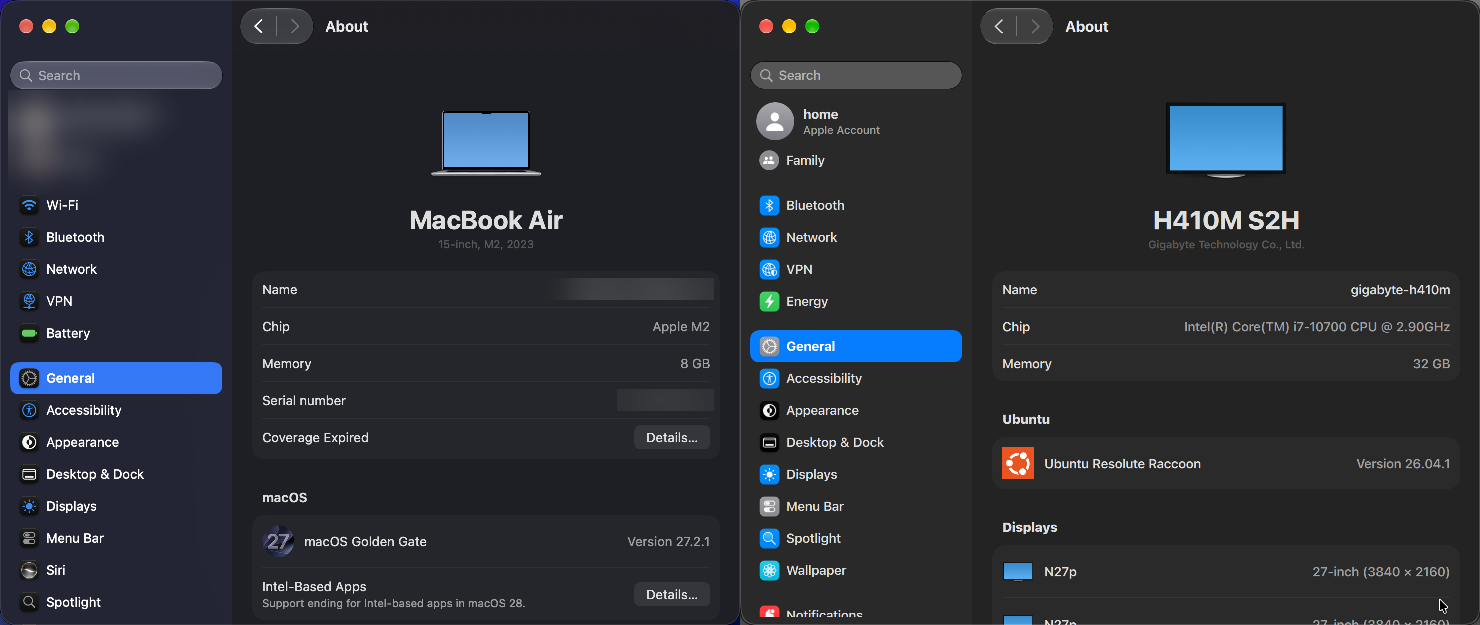 About
Search
Wi-Fi
Bluetooth
Network
VPN
Battery
General
Accessibility
Appearance
Desktop & Dock
Displays
Menu Bar
Siri
Spotlight
MacBook Air
15-inch, M2, 2023
Name
Chip Apple M2
Memory 8 GB
Serial number
Coverage Expired Details...
macOS
27 macOS Golden Gate Version 27.2.1
Intel-Based Apps
Support ending for Intel-based apps in macOS 28.
Details...
About
Search
home
Apple Account
Family
Bluetooth
Network
VPN
Energy
General
Accessibility
Appearance
Desktop & Dock
Displays
Menu Bar
Spotlight
Wallpaper
Notifications
H410M S2H
Gigabyte Technology Co., Ltd.
Name gigabyte-h410m
Chip Intel(R) Core(TM) i7-10700 CPU @ 2.90GHz
Memory 32 GB
Ubuntu
Ubuntu Resolute Raccoon Version 26.04.1
Displays
N27p 27-inch (3840 × 2160)
N27p 27-inch (3840 × 2160)